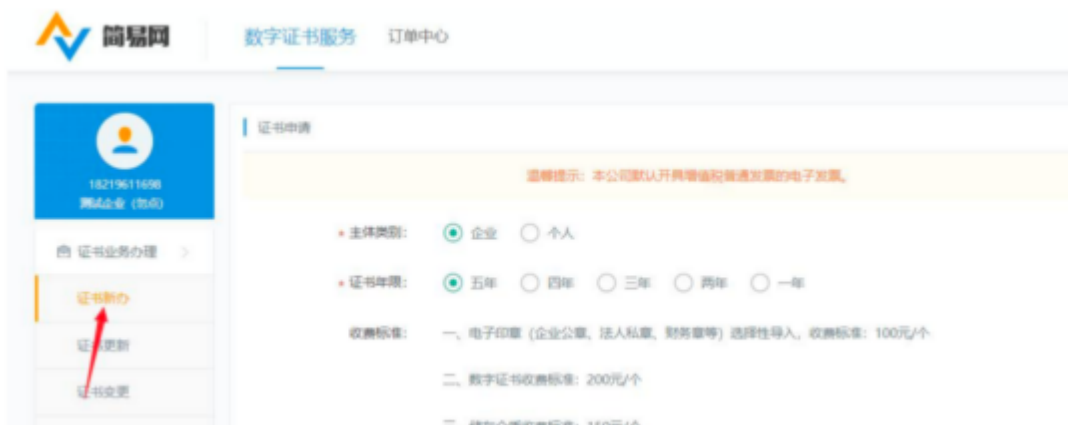 简易网
数字证书服务 订单中心
18219611698
测试企业（勿点）
证书业务办理
证书新办
证书更新
证书变更
证书申请
温馨提示：本公司默认开具增值税普通发票的电子发票。
* 主体类别： 企业 个人
* 证书年限： 五年 四年 三年 两年 一年
收费标准： 一、电子印章（企业公章、法人私章、财务章等）选择性导入，收费标准：100元/个
二、数字证书收费标准：200元/个